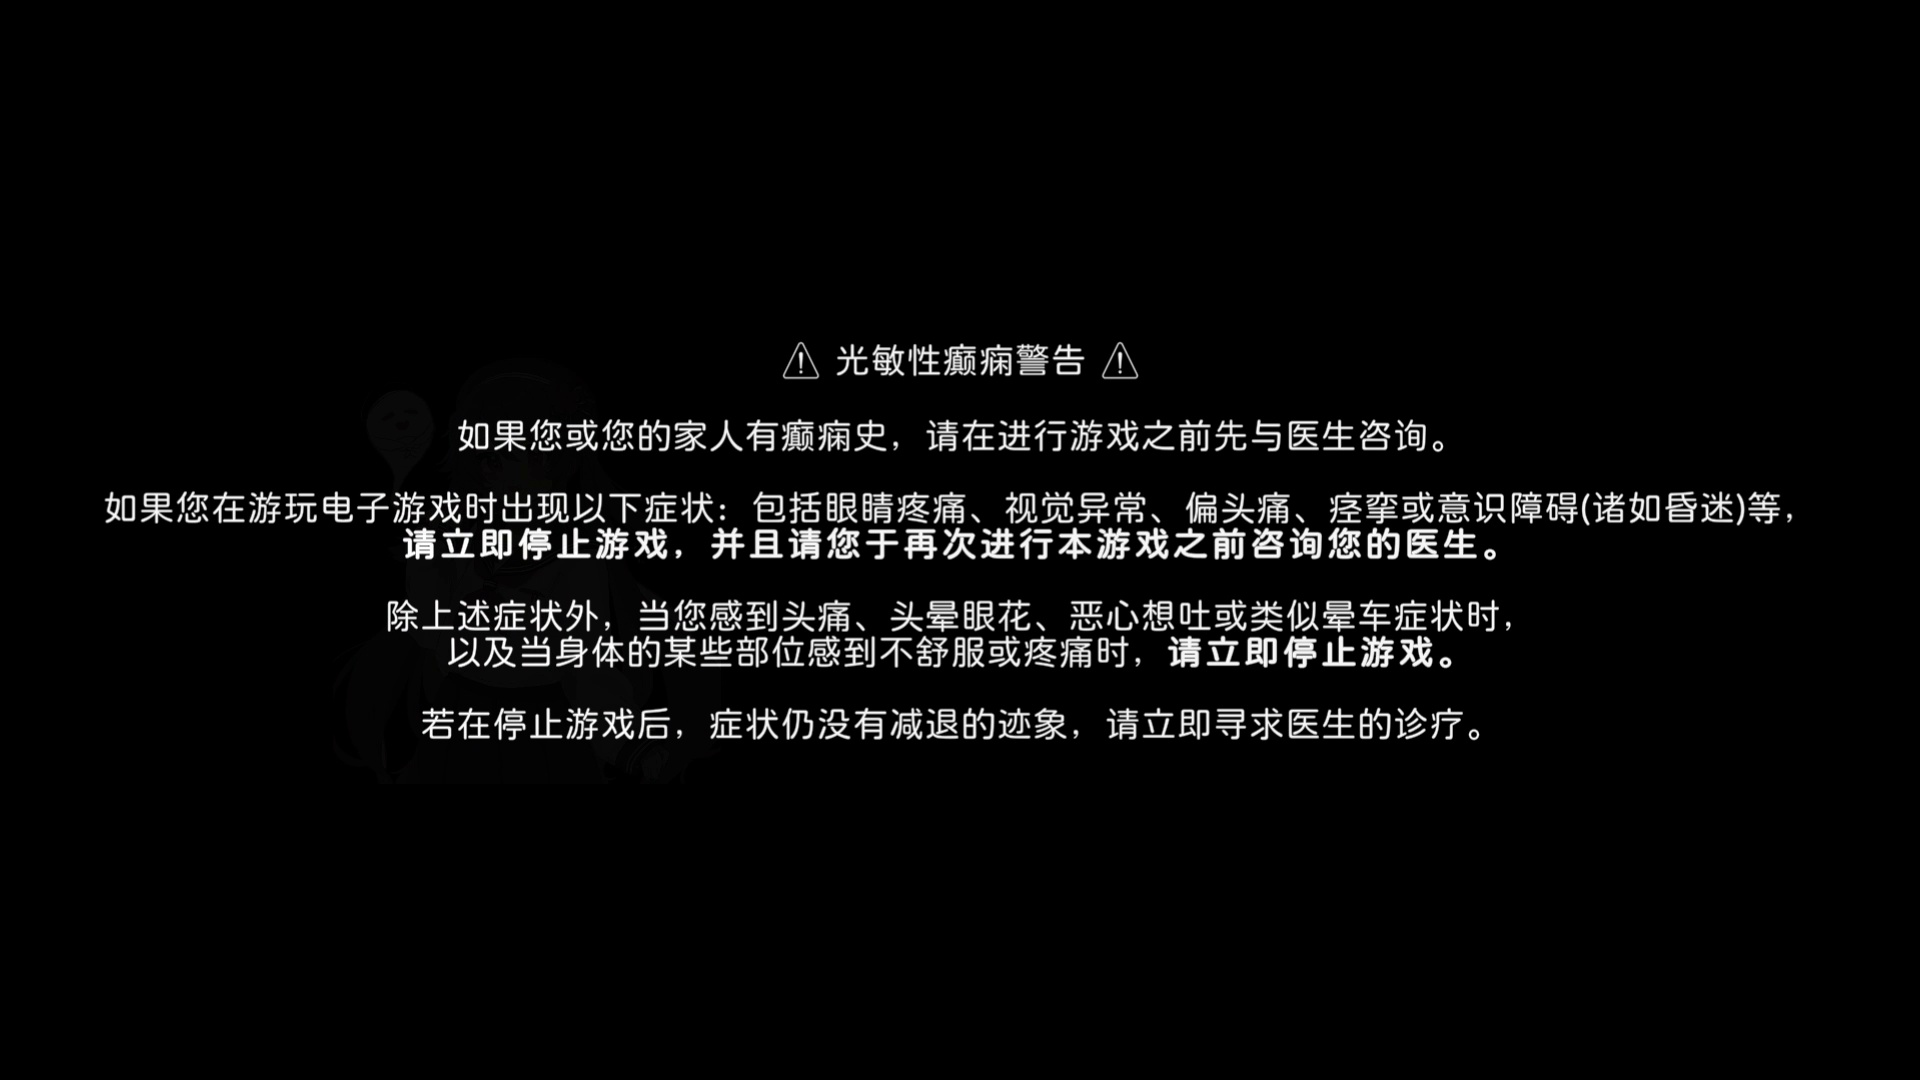 ⚠ 光敏性癫痫警告 ⚠
如果您或您的家人有癫痫史，请在进行游戏之前先与医生咨询。
如果您在游玩电子游戏时出现以下症状：包括眼睛疼痛、视觉异常、偏头痛、痉挛或意识障碍(诸如昏迷)等，
请立即停止游戏，并且请您于再次进行本游戏之前咨询您的医生。
除上述症状外，当您感到头痛、头晕眼花、恶心想吐或类似晕车症状时，
以及当身体的某些部位感到不舒服或疼痛时，请立即停止游戏。
若在停止游戏后，症状仍没有减退的迹象，请立即寻求医生的诊疗。